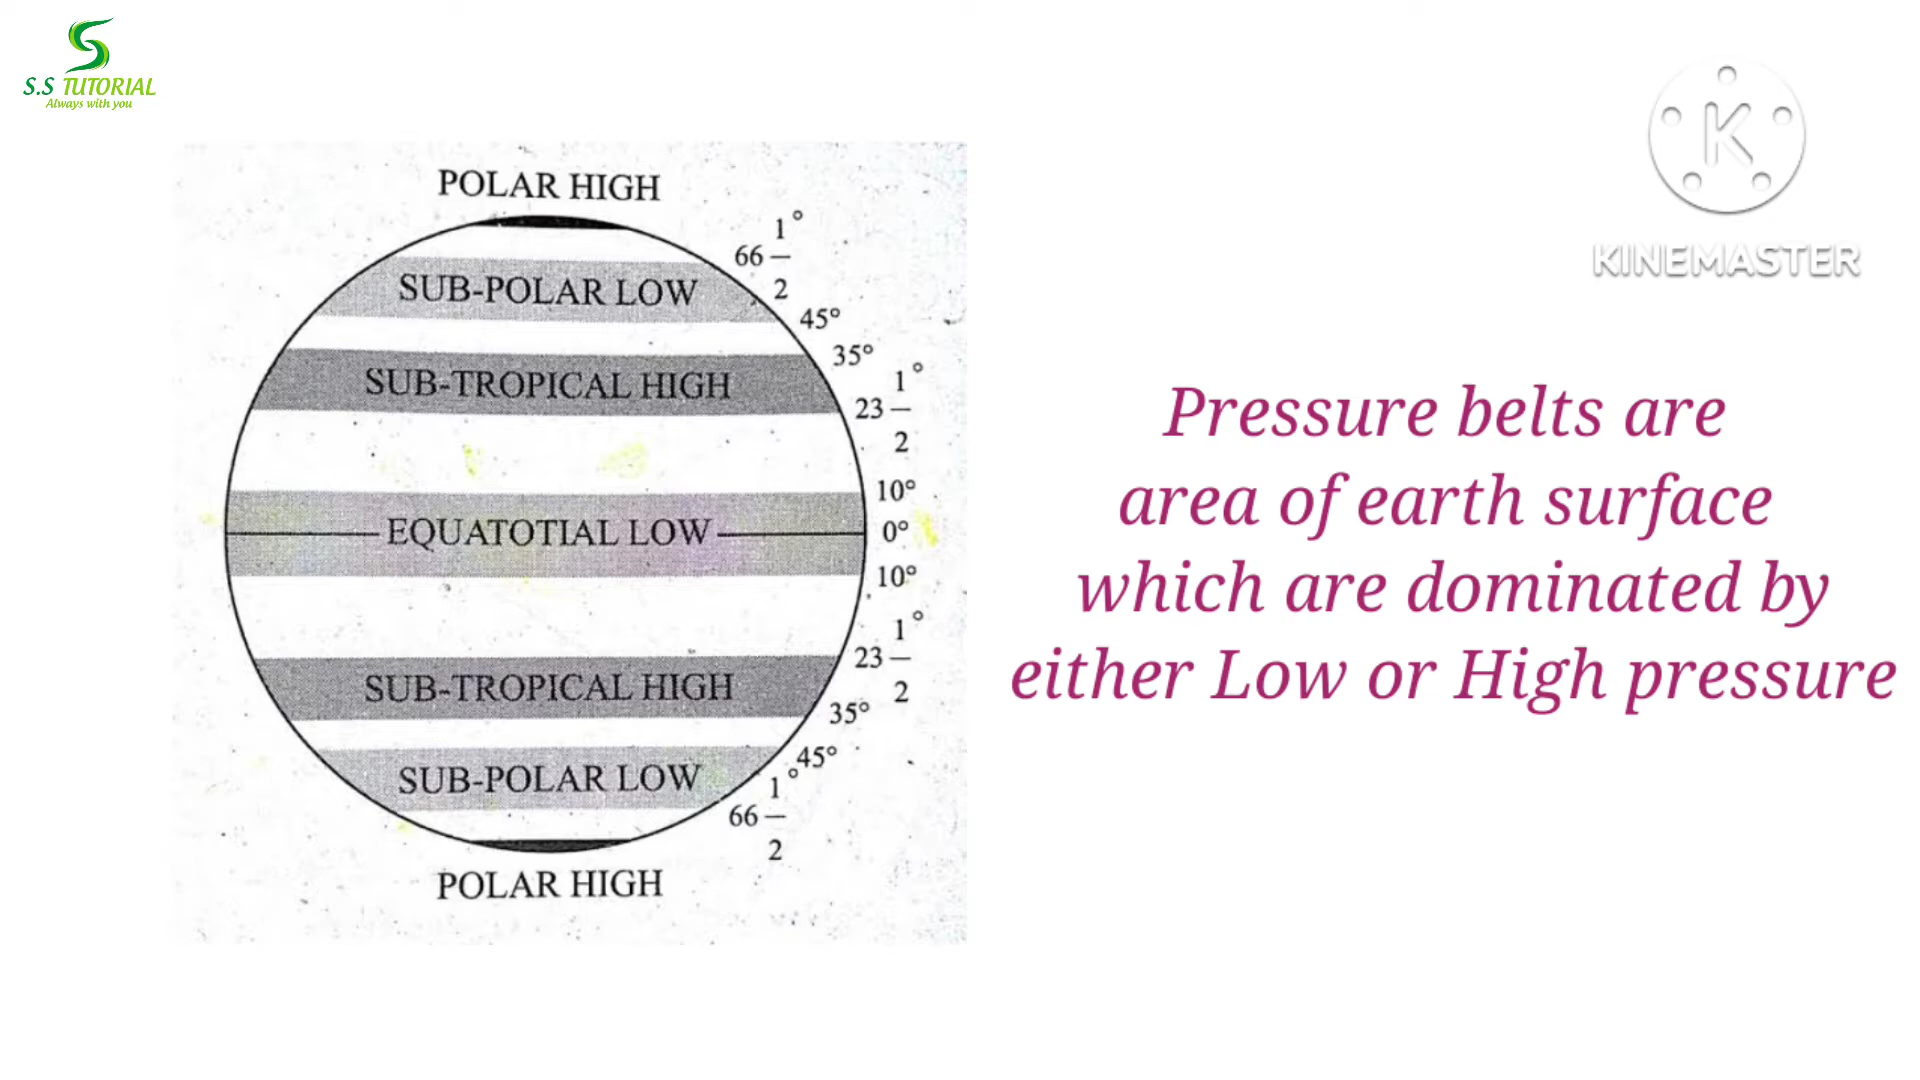 S.S TUTORIAL
Always with you
K
KINEMASTER
POLAR HIGH
1°
66 —
2
SUB-POLAR LOW
45°
35°
SUB-TROPICAL HIGH
1°
23 —
2
10°
EQUATOTIAL LOW
0°
10°
1°
23 —
2
SUB-TROPICAL HIGH
35°
45°
SUB-POLAR LOW
1°
66 —
2
POLAR HIGH
Pressure belts are
area of earth surface
which are dominated by
either Low or High pressure